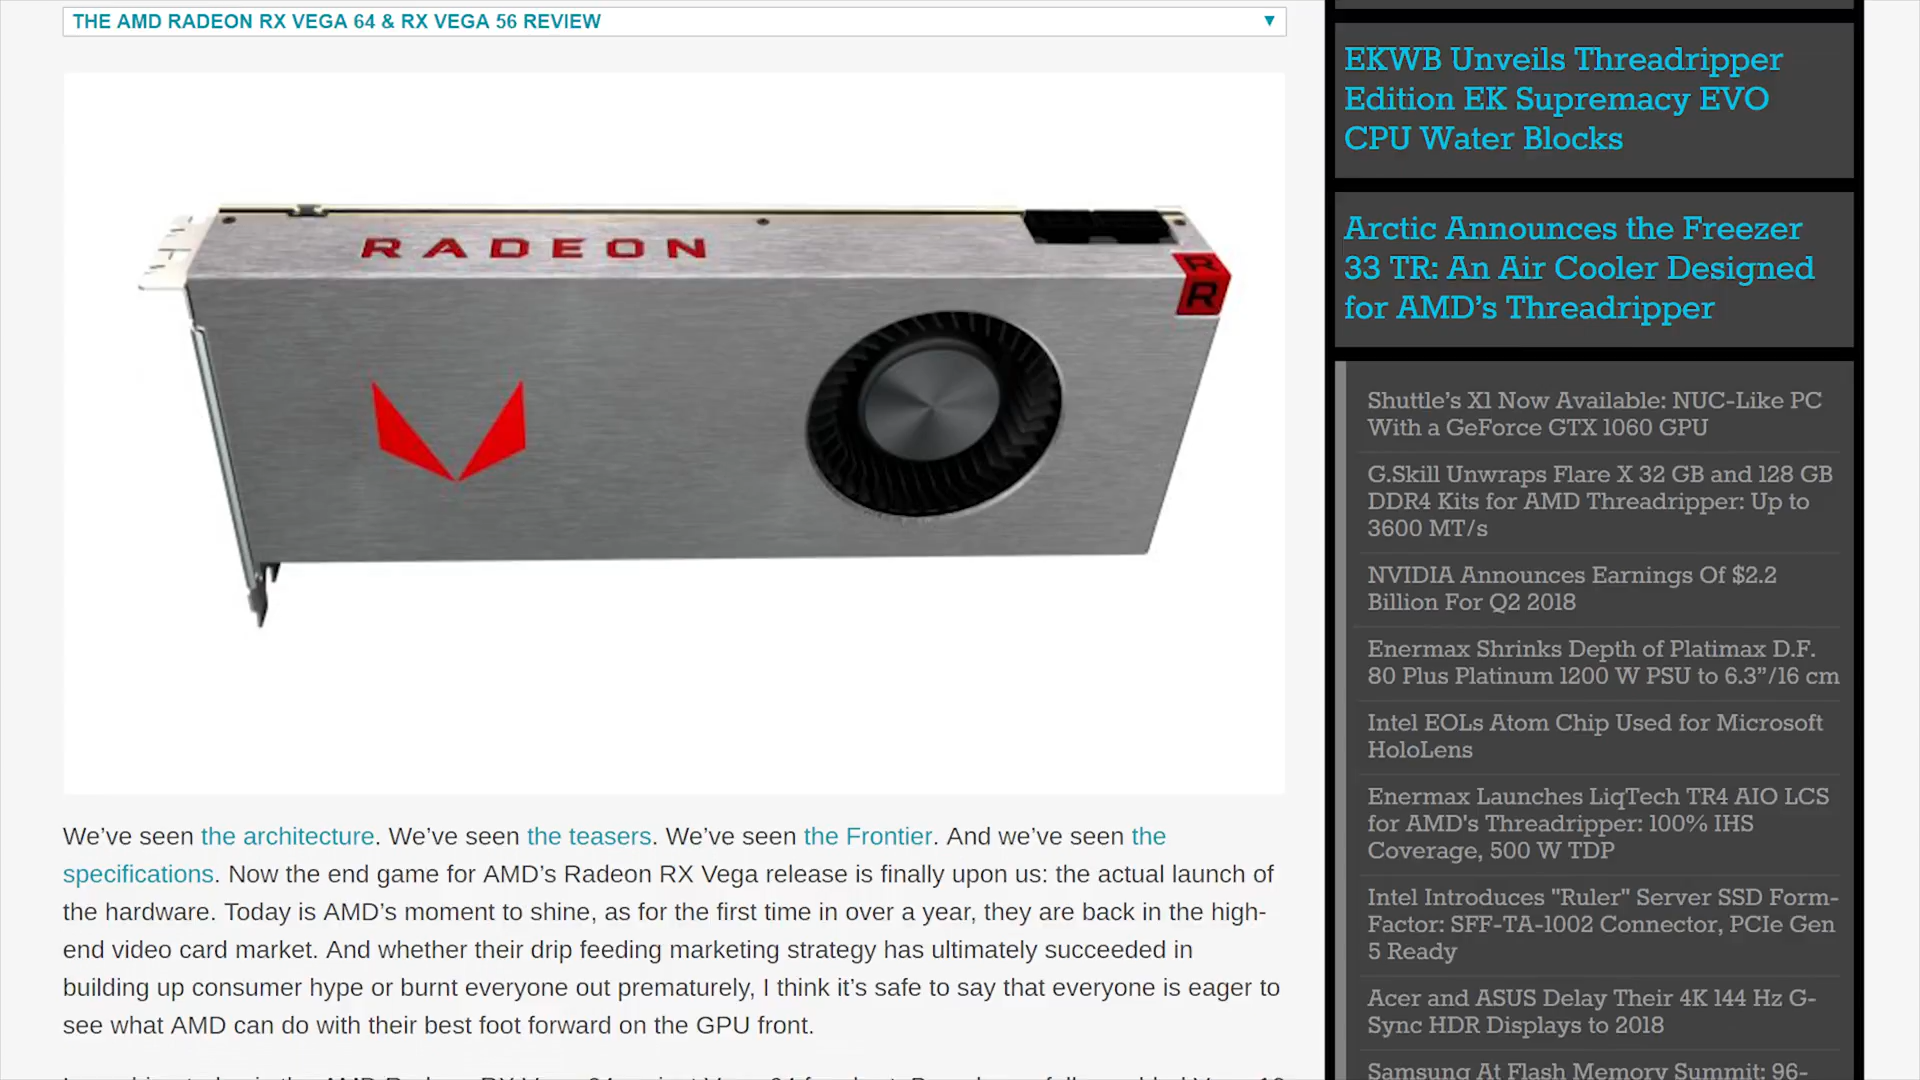 THE AMD RADEON RX VEGA 64 & RX VEGA 56 REVIEW
RADEON
R
R
We’ve seen the architecture. We’ve seen the teasers. We’ve seen the Frontier. And we’ve seen the
specifications. Now the end game for AMD’s Radeon RX Vega release is finally upon us: the actual launch of
the hardware. Today is AMD’s moment to shine, as for the first time in over a year, they are back in the high-
end video card market. And whether their drip feeding marketing strategy has ultimately succeeded in
building up consumer hype or burnt everyone out prematurely, I think it’s safe to say that everyone is eager to
see what AMD can do with their best foot forward on the GPU front.
EKWB Unveils Threadripper
Edition EK Supremacy EVO
CPU Water Blocks
Arctic Announces the Freezer
33 TR: An Air Cooler Designed
for AMD’s Threadripper
Shuttle’s X1 Now Available: NUC-Like PC
With a GeForce GTX 1060 GPU
G.Skill Unwraps Flare X 32 GB and 128 GB
DDR4 Kits for AMD Threadripper: Up to
3600 MT/s
NVIDIA Announces Earnings Of $2.2
Billion For Q2 2018
Enermax Shrinks Depth of Platimax D.F.
80 Plus Platinum 1200 W PSU to 6.3”/16 cm
Intel EOLs Atom Chip Used for Microsoft
HoloLens
Enermax Launches LiqTech TR4 AIO LCS
for AMD's Threadripper: 100% IHS
Coverage, 500 W TDP
Intel Introduces "Ruler" Server SSD Form-
Factor: SFF-TA-1002 Connector, PCIe Gen
5 Ready
Acer and ASUS Delay Their 4K 144 Hz G-
Sync HDR Displays to 2018
Samsung At Flash Memory Summit: 96-